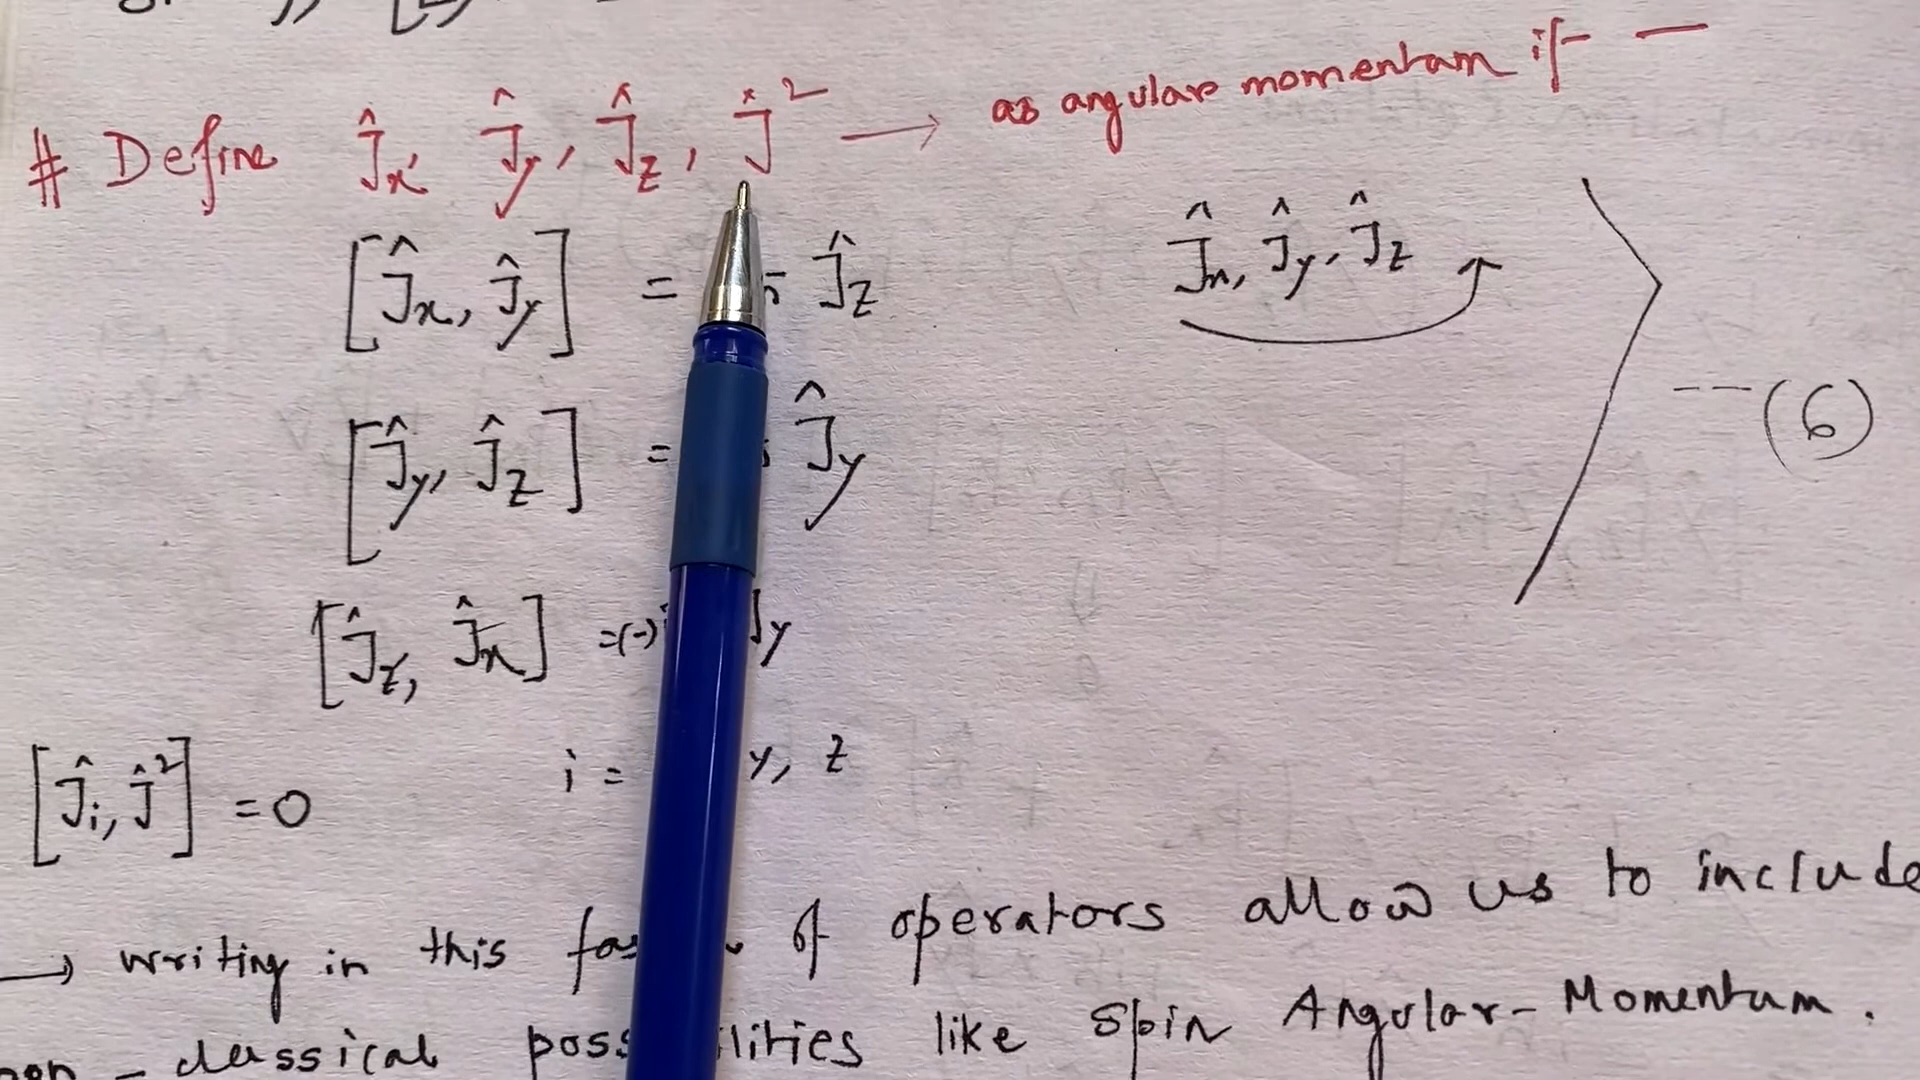 # Define Ĵx, Ĵy, Ĵz, Ĵ² → as angular momentum if —
[Ĵx, Ĵy] = Ĵz
Ĵx, Ĵy, Ĵz
[Ĵy, Ĵz] = Ĵy
--- (6)
[Ĵz, Ĵx] = (-)i Jy
[Ĵi, Ĵ²] = 0 i = y, z
→ writing in this of operators allow us to include
non-classical like spin Angular-Momentum.